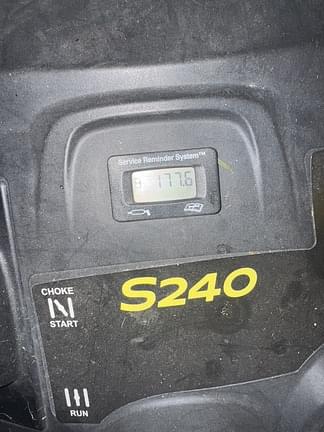 Service Reminder System™
177.6
S240
CHOKE
START
RUN